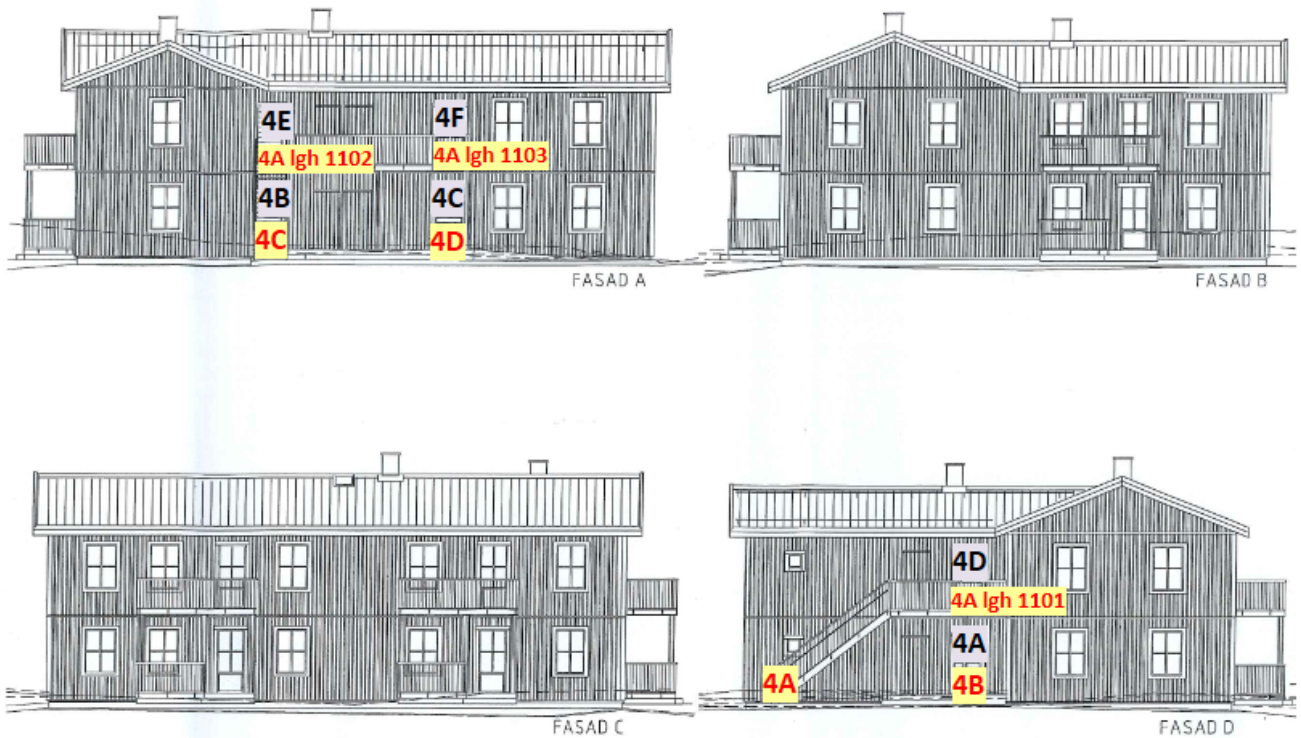 4E
4F
4A lgh 1102
4A lgh 1103
4B
4C
4C
4D
FASAD A
FASAD B
4D
4A lgh 1101
4A
4A
4B
FASAD C
FASAD D